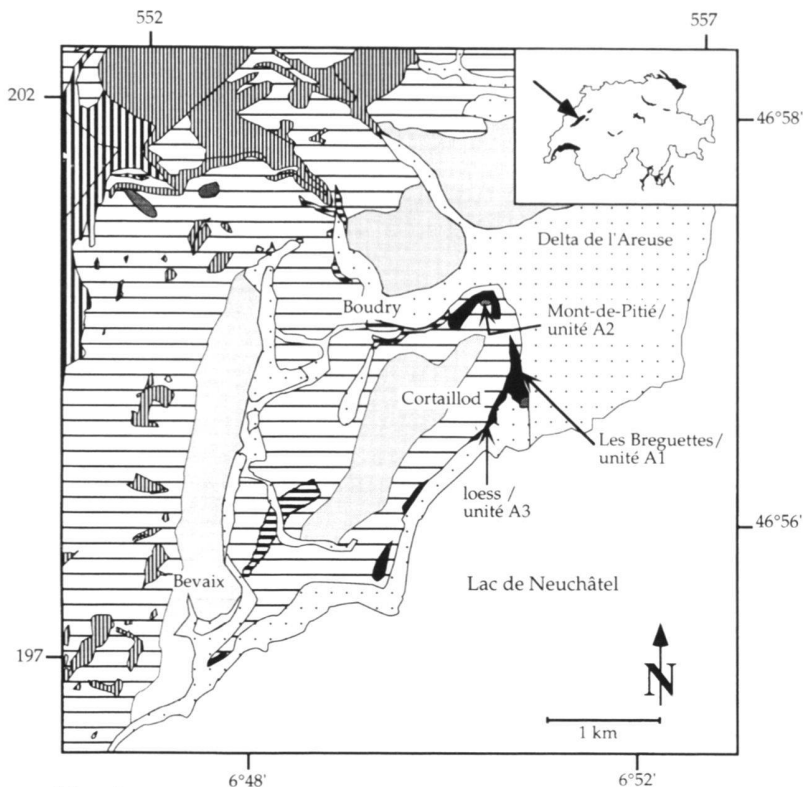 552
557
202
46°58'
Delta de l'Areuse
Boudry
Mont-de-Pitié/
unité A2
Cortaillod
Les Breguettes/
unité A1
loess /
unité A3
46°56'
Bevaix
Lac de Neuchâtel
197
N
1 km
6°48'
6°52'